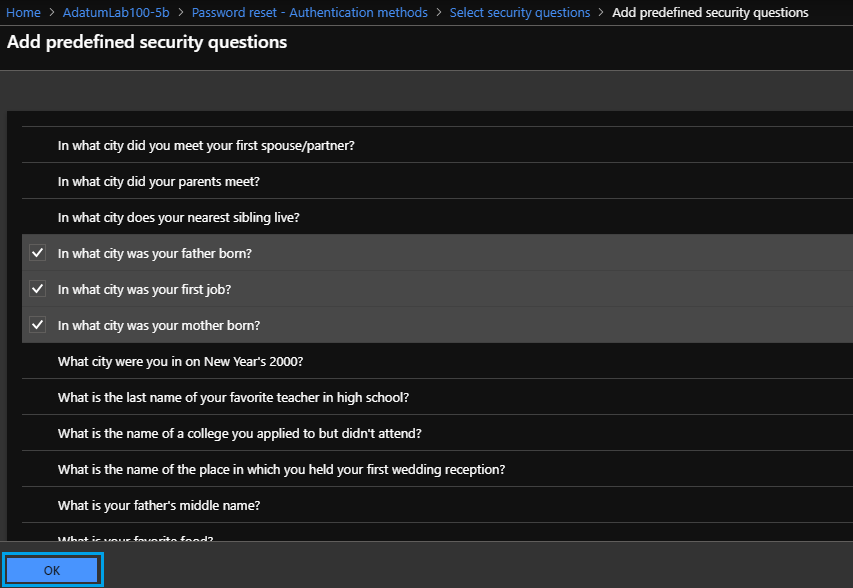 Home > AdatumLab100-5b > Password reset - Authentication methods > Select security questions > Add predefined security questions
Add predefined security questions
In what city did you meet your first spouse/partner?
In what city did your parents meet?
In what city does your nearest sibling live?
In what city was your father born?
In what city was your first job?
In what city was your mother born?
What city were you in on New Year's 2000?
What is the last name of your favorite teacher in high school?
What is the name of a college you applied to but didn't attend?
What is the name of the place in which you held your first wedding reception?
What is your father's middle name?
What is your favorite food?
OK